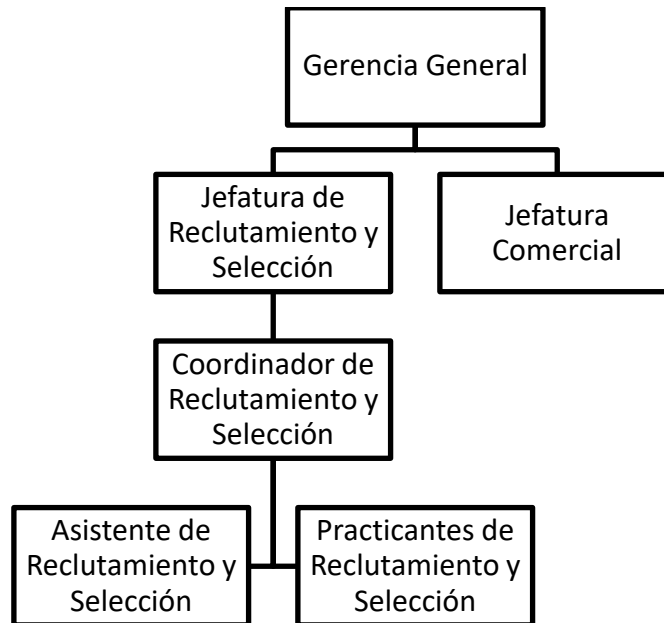 Gerencia General
Jefatura de
Reclutamiento y
Selección
Jefatura
Comercial
Coordinador de
Reclutamiento y
Selección
Asistente de
Reclutamiento y
Selección
Practicantes de
Reclutamiento y
Selección